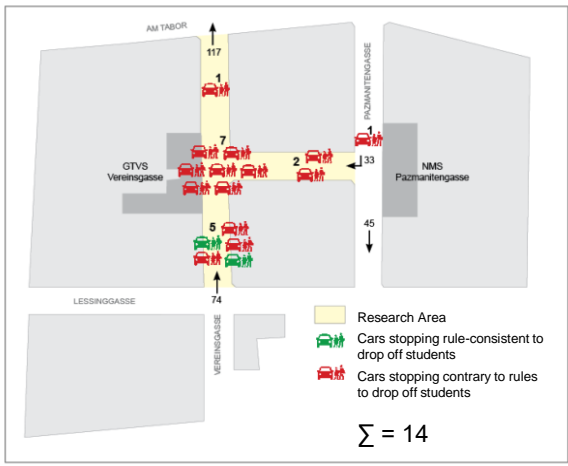 AM TABOR
117
1
PAZMANITENGASSE
7
1
GTVS
Vereinsgasse
2
33
NMS
Pazmanitengasse
5
45
74
LESSINGGASSE
VEREINSGASSE
Research Area
Cars stopping rule-consistent to
drop off students
Cars stopping contrary to rules
to drop off students
∑ = 14